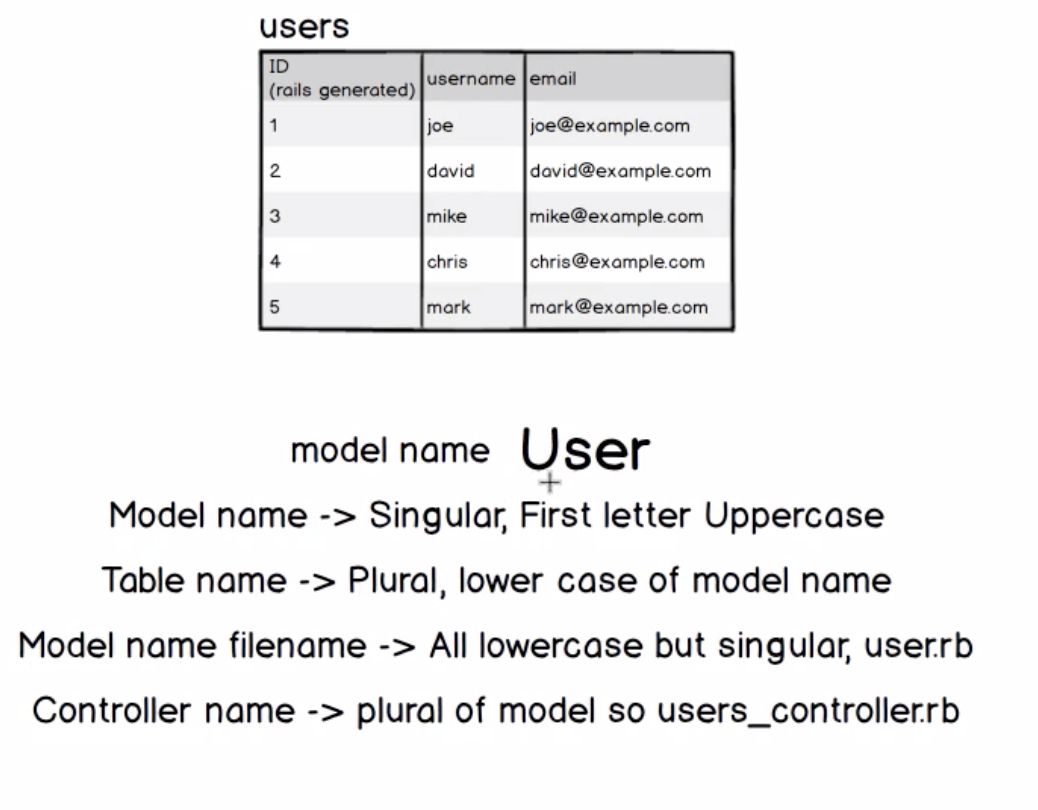 users
ID
(rails generated) username email
1 joe joe@example.com
2 david david@example.com
3 mike mike@example.com
4 chris chris@example.com
5 mark mark@example.com
model name User
Model name -> Singular, First letter Uppercase
Table name -> Plural, lower case of model name
Model name filename -> All lowercase but singular, user.rb
Controller name -> plural of model so users_controller.rb